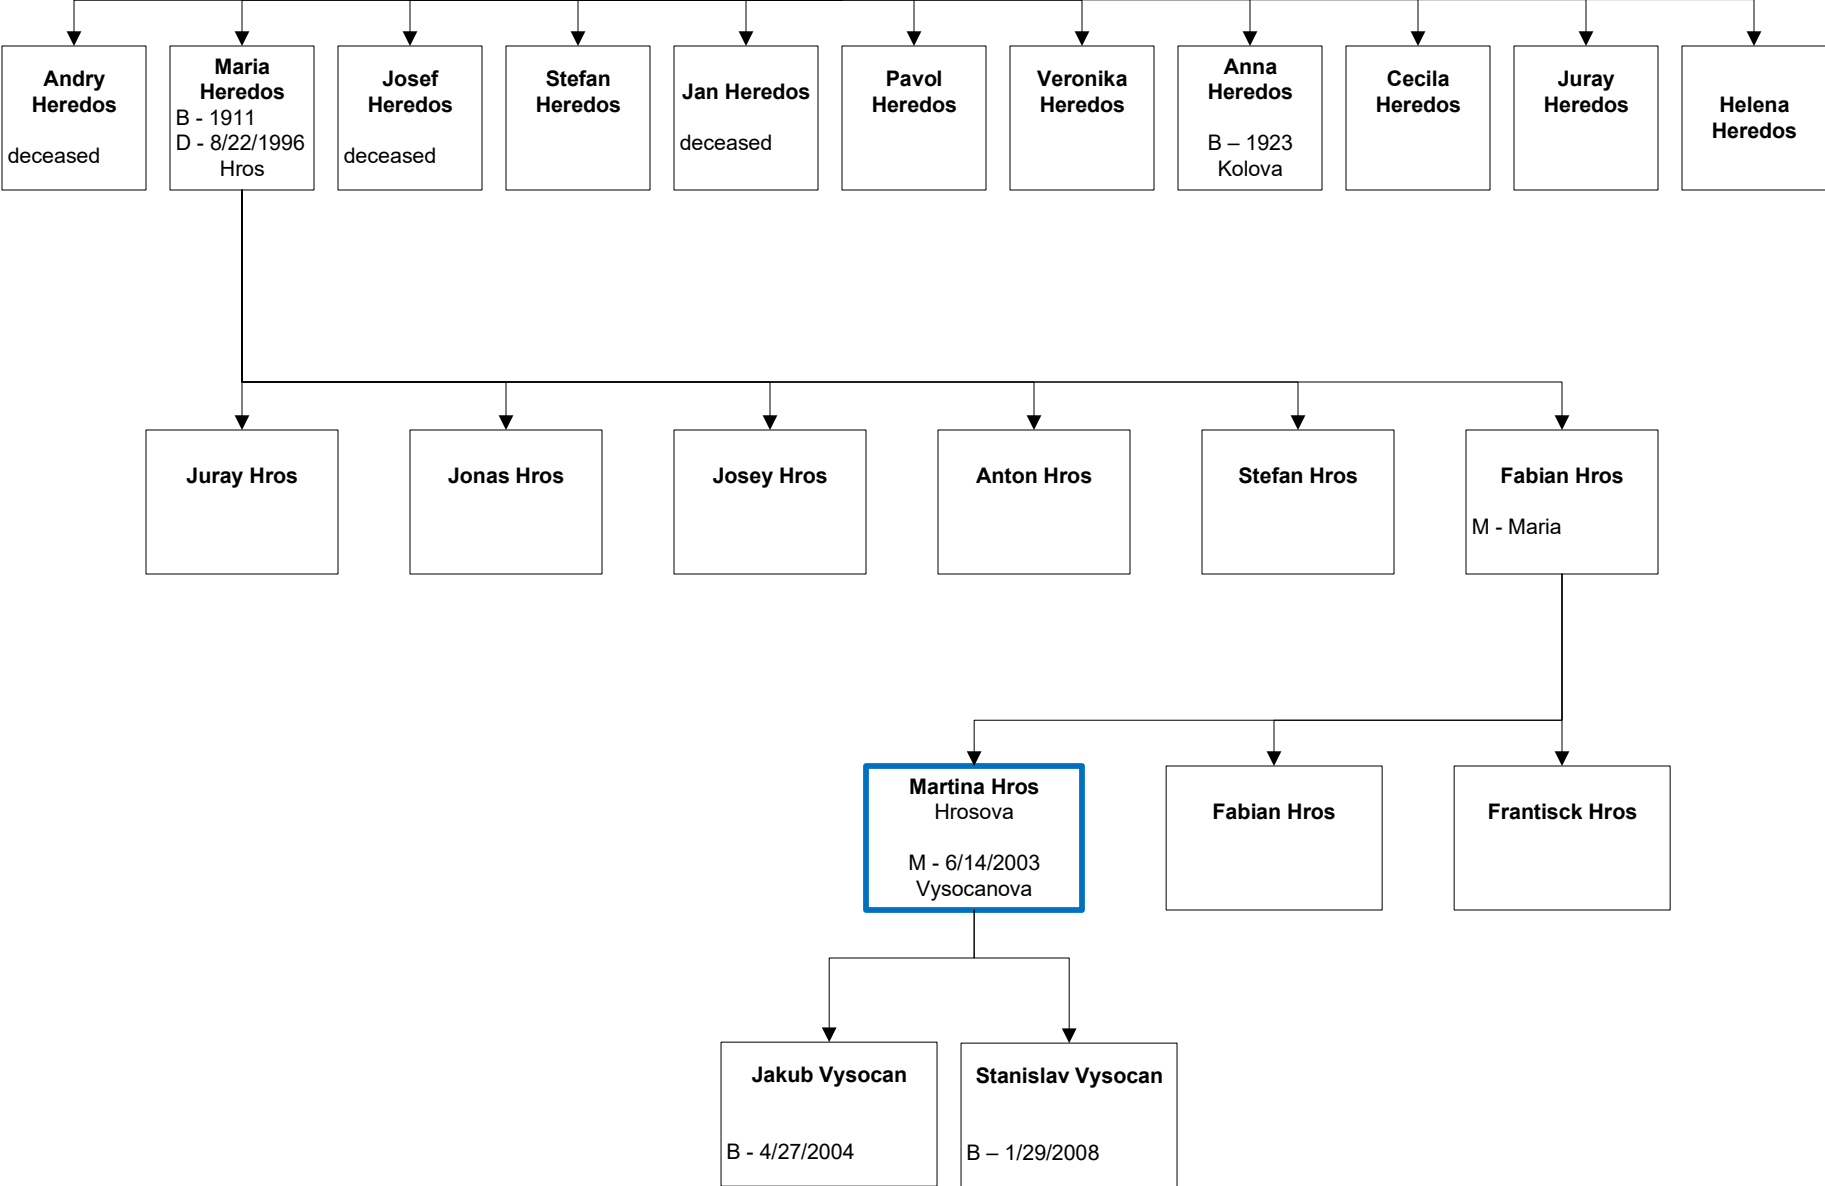 Andry
Heredos
deceased
Maria
Heredos
B - 1911
D - 8/22/1996
Hros
Josef
Heredos
deceased
Stefan
Heredos
Jan Heredos
deceased
Pavol
Heredos
Veronika
Heredos
Anna
Heredos
B – 1923
Kolova
Cecila
Heredos
Juray
Heredos
Helena
Heredos
Juray Hros
Jonas Hros
Josey Hros
Anton Hros
Stefan Hros
Fabian Hros
M - Maria
Martina Hros
Hrosova
M - 6/14/2003
Vysocanova
Fabian Hros
Frantisck Hros
Jakub Vysocan
B - 4/27/2004
Stanislav Vysocan
B – 1/29/2008